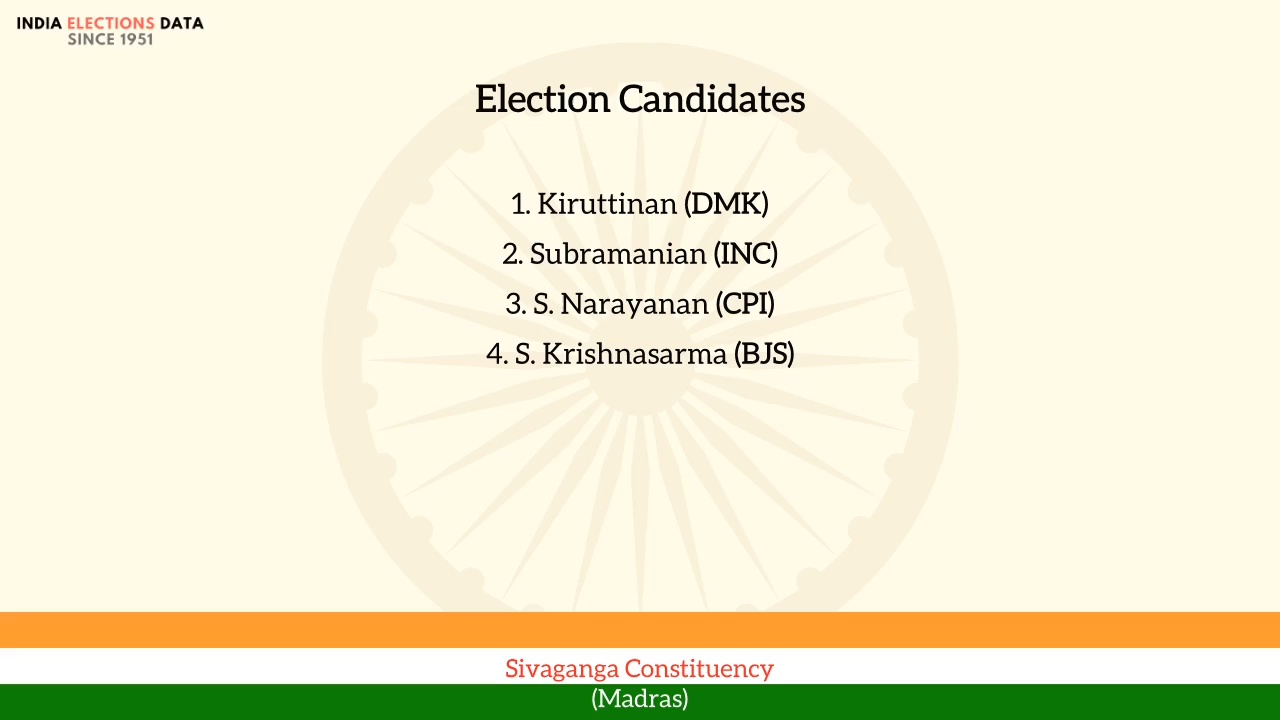 INDIA ELECTIONS DATA
SINCE 1951
Election Candidates
1. Kiruttinan (DMK)
2. Subramanian (INC)
3. S. Narayanan (CPI)
4. S. Krishnasarma (BJS)
Sivaganga Constituency
(Madras)